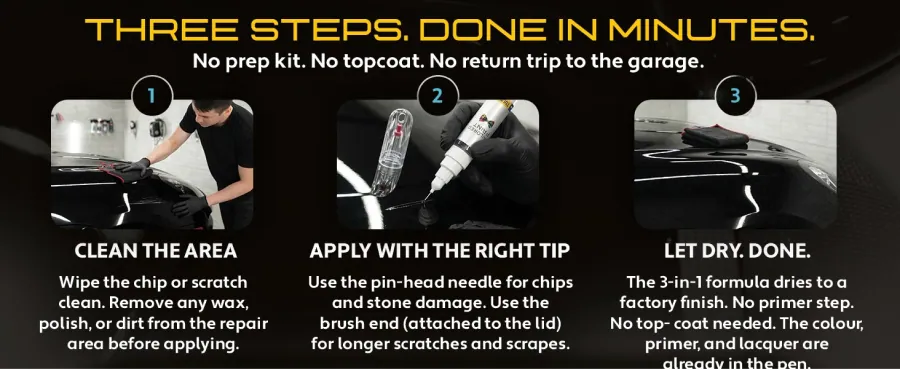 THREE STEPS. DONE IN MINUTES.
No prep kit. No topcoat. No return trip to the garage.
1
CLEAN THE AREA
Wipe the chip or scratch
clean. Remove any wax,
polish, or dirt from the repair
area before applying.
2
APPLY WITH THE RIGHT TIP
Use the pin-head needle for chips
and stone damage. Use the
brush end (attached to the lid)
for longer scratches and scrapes.
3
LET DRY. DONE.
The 3-in-1 formula dries to a
factory finish. No primer step.
No top- coat needed. The colour,
primer, and lacquer are
already in the pen.